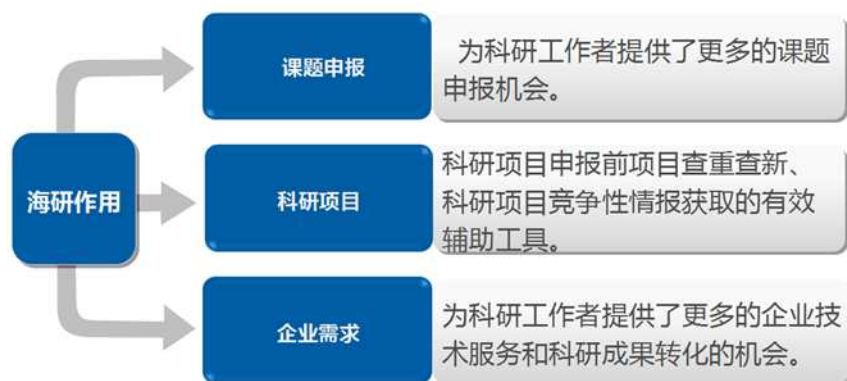 海研作用
课题申报
为科研工作者提供了更多的课题
申报机会。
科研项目
科研项目申报前项目查重查新、
科研项目竞争性情报获取的有效
辅助工具。
企业需求
为科研工作者提供了更多的企业技
术服务和科研成果转化的机会。